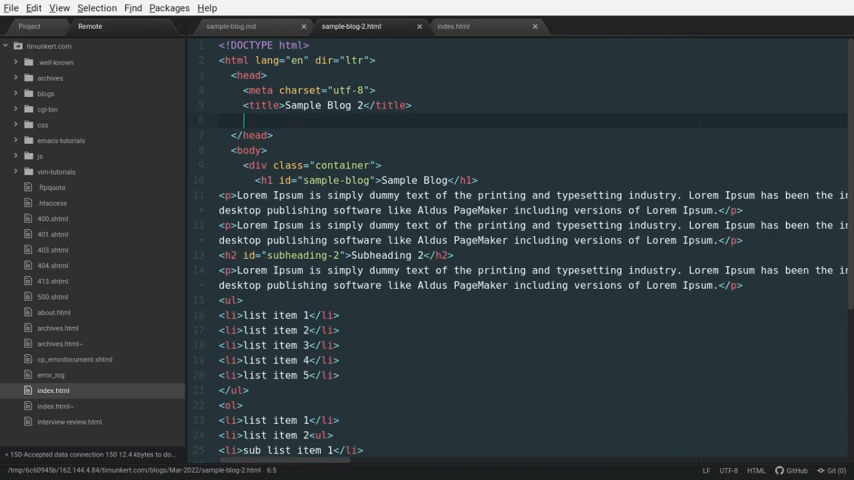 File Edit View Selection Find Packages Help
Project Remote sample-blog.md sample-blog-2.html index.html
timunkert.com
.well-known
archives
blogs
cgi-bin
css
emacs-tutorials
js
vim-tutorials
.ftpquota
.htaccess
400.shtml
401.shtml
403.shtml
404.shtml
413.shtml
500.shtml
about.html
archives.html
archives.html~
cp_errordocument.shtml
error_log
index.html
index.html~
interview-review.html
< 150-Accepted data connection 150 12.4 kbytes to do...
1 <!DOCTYPE html>
2 <html lang="en" dir="ltr">
3 <head>
4 <meta charset="utf-8">
5 <title>Sample Blog 2</title>
6
7 </head>
8 <body>
9 <div class="container">
10 <h1 id="sample-blog">Sample Blog</h1>
11 <p>Lorem Ipsum is simply dummy text of the printing and typesetting industry. Lorem Ipsum has been the in
• desktop publishing software like Aldus PageMaker including versions of Lorem Ipsum.</p>
12 <p>Lorem Ipsum is simply dummy text of the printing and typesetting industry. Lorem Ipsum has been the in
• desktop publishing software like Aldus PageMaker including versions of Lorem Ipsum.</p>
13 <h2 id="subheading-2">Subheading 2</h2>
14 <p>Lorem Ipsum is simply dummy text of the printing and typesetting industry. Lorem Ipsum has been the in
• desktop publishing software like Aldus PageMaker including versions of Lorem Ipsum.</p>
15 <ul>
16 <li>list item 1</li>
17 <li>list item 2</li>
18 <li>list item 3</li>
19 <li>list item 4</li>
20 <li>list item 5</li>
21 </ul>
22 <ol>
23 <li>list item 1</li>
24 <li>list item 2<ul>
25 <li>sub list item 1</li>
/tmp/6c60945b/162.144.4.84/timunkert.com/blogs/Mar-2022/sample-blog-2.html 6:5 LF UTF-8 HTML GitHub Git (0)